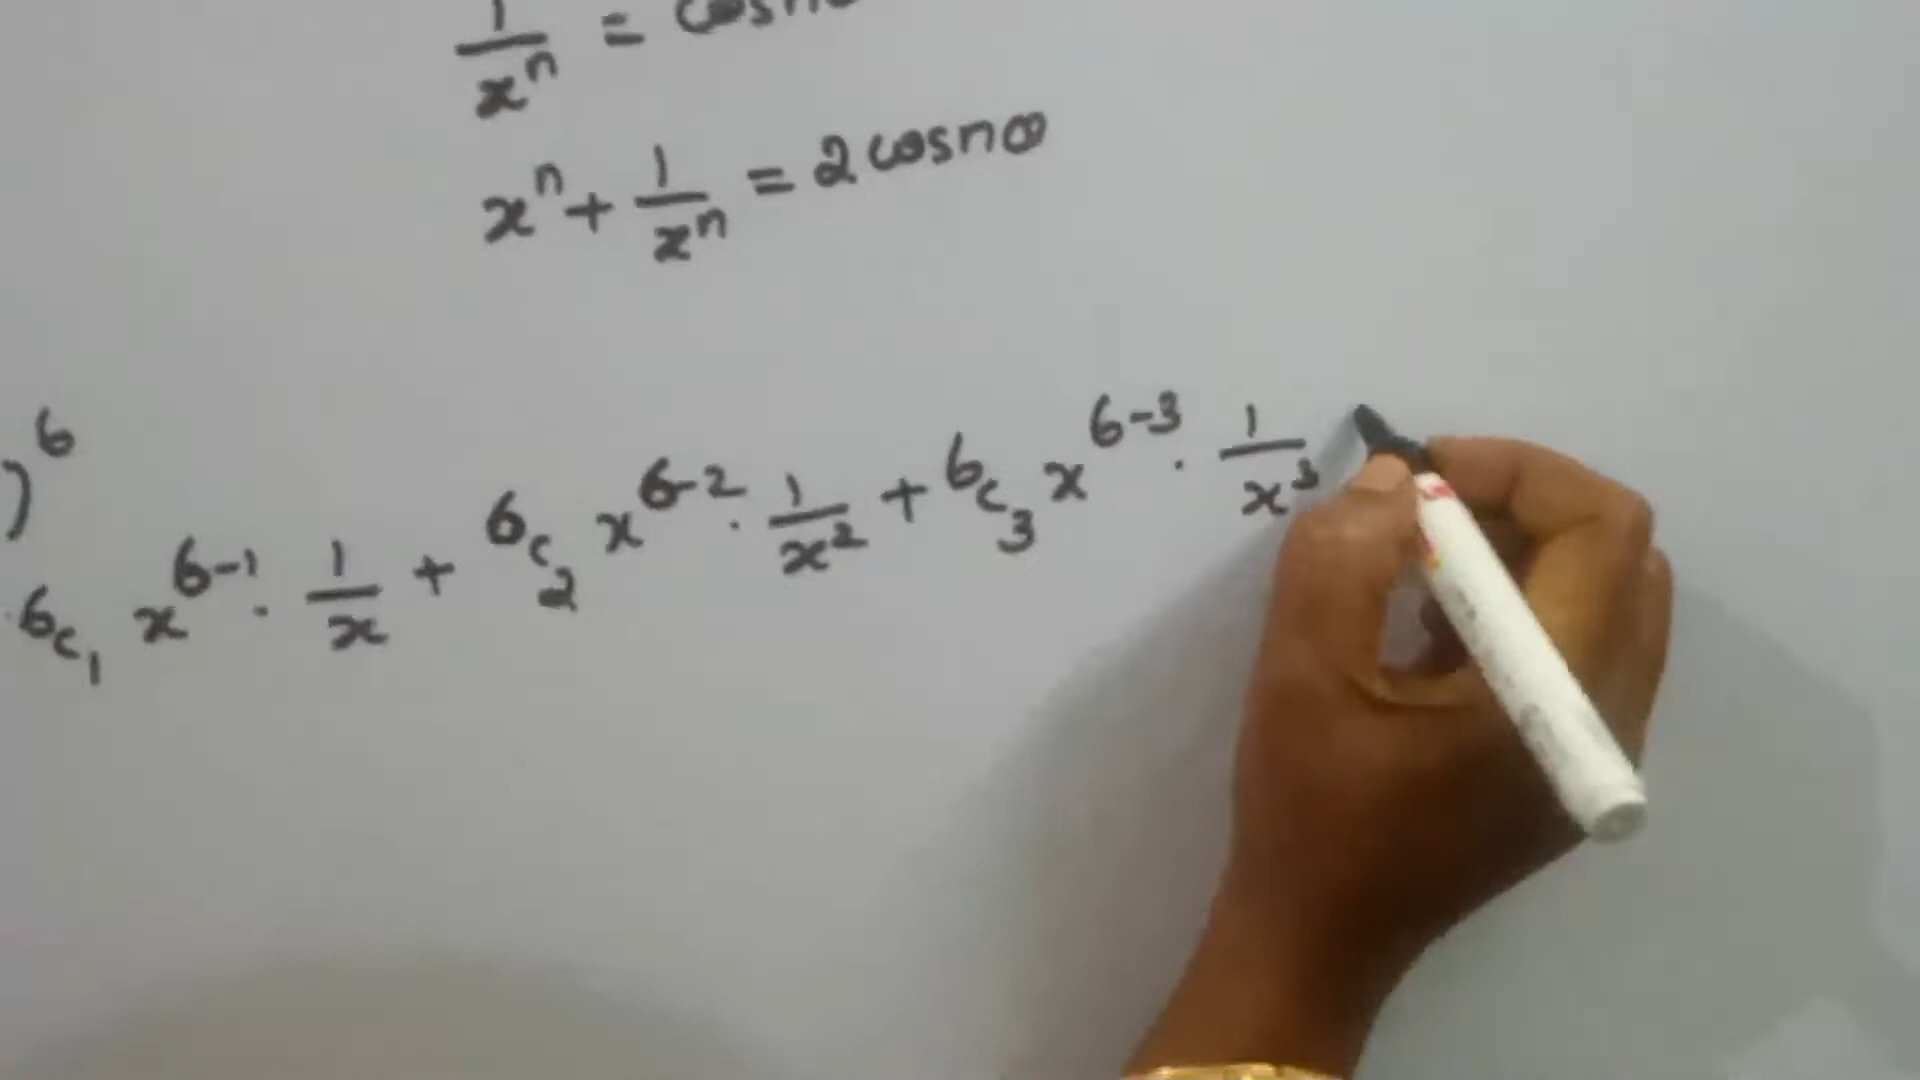 1/xⁿ = cosn
xⁿ + 1/xⁿ = 2cosnθ
)⁶
6c₁ x⁶⁻¹ · 1/x + 6c₂ x⁶⁻² · 1/x² + 6c₃ x⁶⁻³ · 1/x³